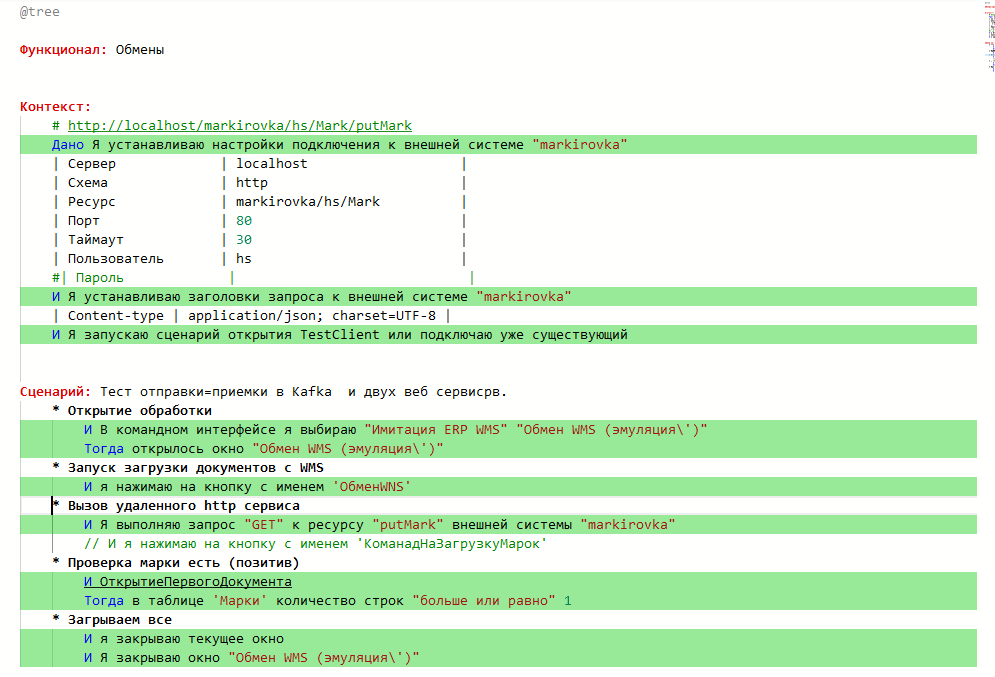 @tree
Функционал: Обмены
Контекст:
# http://localhost/markirovka/hs/Mark/putMark
Дано Я устанавливаю настройки подключения к внешней системе "markirovka"
| Сервер | localhost |
| Схема | http |
| Ресурс | markirovka/hs/Mark |
| Порт | 80 |
| Таймаут | 30 |
| Пользователь | hs |
#| Пароль | |
И Я устанавливаю заголовки запроса к внешней системе "markirovka"
| Content-type | application/json; charset=UTF-8 |
И Я запускаю сценарий открытия TestClient или подключаю уже существующий
Сценарий: Тест отправки=приемки в Kafka и двух веб сервисрв.
* Открытие обработки
И В командном интерфейсе я выбираю "Имитация ERP WMS" "Обмен WMS (эмуляция\')"
Тогда открылось окно "Обмен WMS (эмуляция\')"
* Запуск загрузки документов с WMS
И я нажимаю на кнопку с именем 'ОбменWNS'
* Вызов удаленного http сервиса
И Я выполняю запрос "GET" к ресурсу "putMark" внешней системы "markirovka"
// И я нажимаю на кнопку с именем 'КоманадНаЗагрузкуМарок'
* Проверка марки есть (позитив)
И ОткрытиеПервогоДокумента
Тогда в таблице 'Марки' количество строк "больше или равно" 1
* Загрываем все
И я закрываю текущее окно
И Я закрываю окно "Обмен WMS (эмуляция\')"